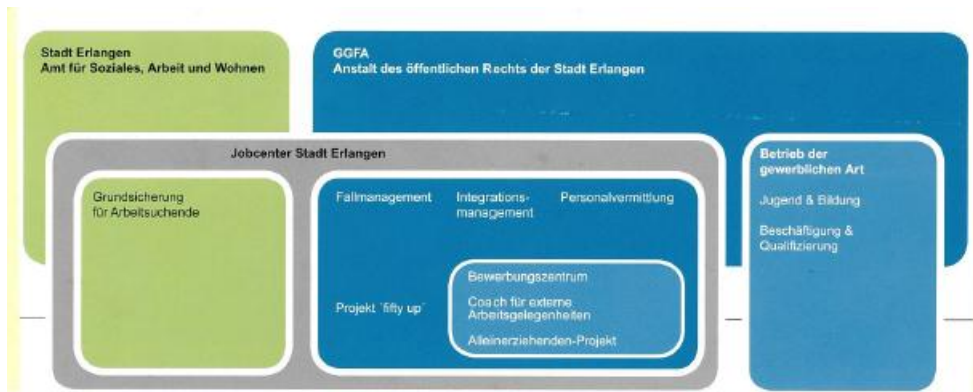 Stadt Erlangen
Amt für Soziales, Arbeit und Wohnen
GGFA
Anstalt des öffentlichen Rechts der Stadt Erlangen
Jobcenter Stadt Erlangen
Grundsicherung
für Arbeitsuchende
Fallmanagement
Integrations-
management
Personalvermittlung
Projekt "fifty up"
Bewerbungszentrum
Coach für externe
Arbeitsgelegenheiten
Alleinerziehenden-Projekt
Betrieb der
gewerblichen Art
Jugend & Bildung
Beschäftigung &
Qualifizierung